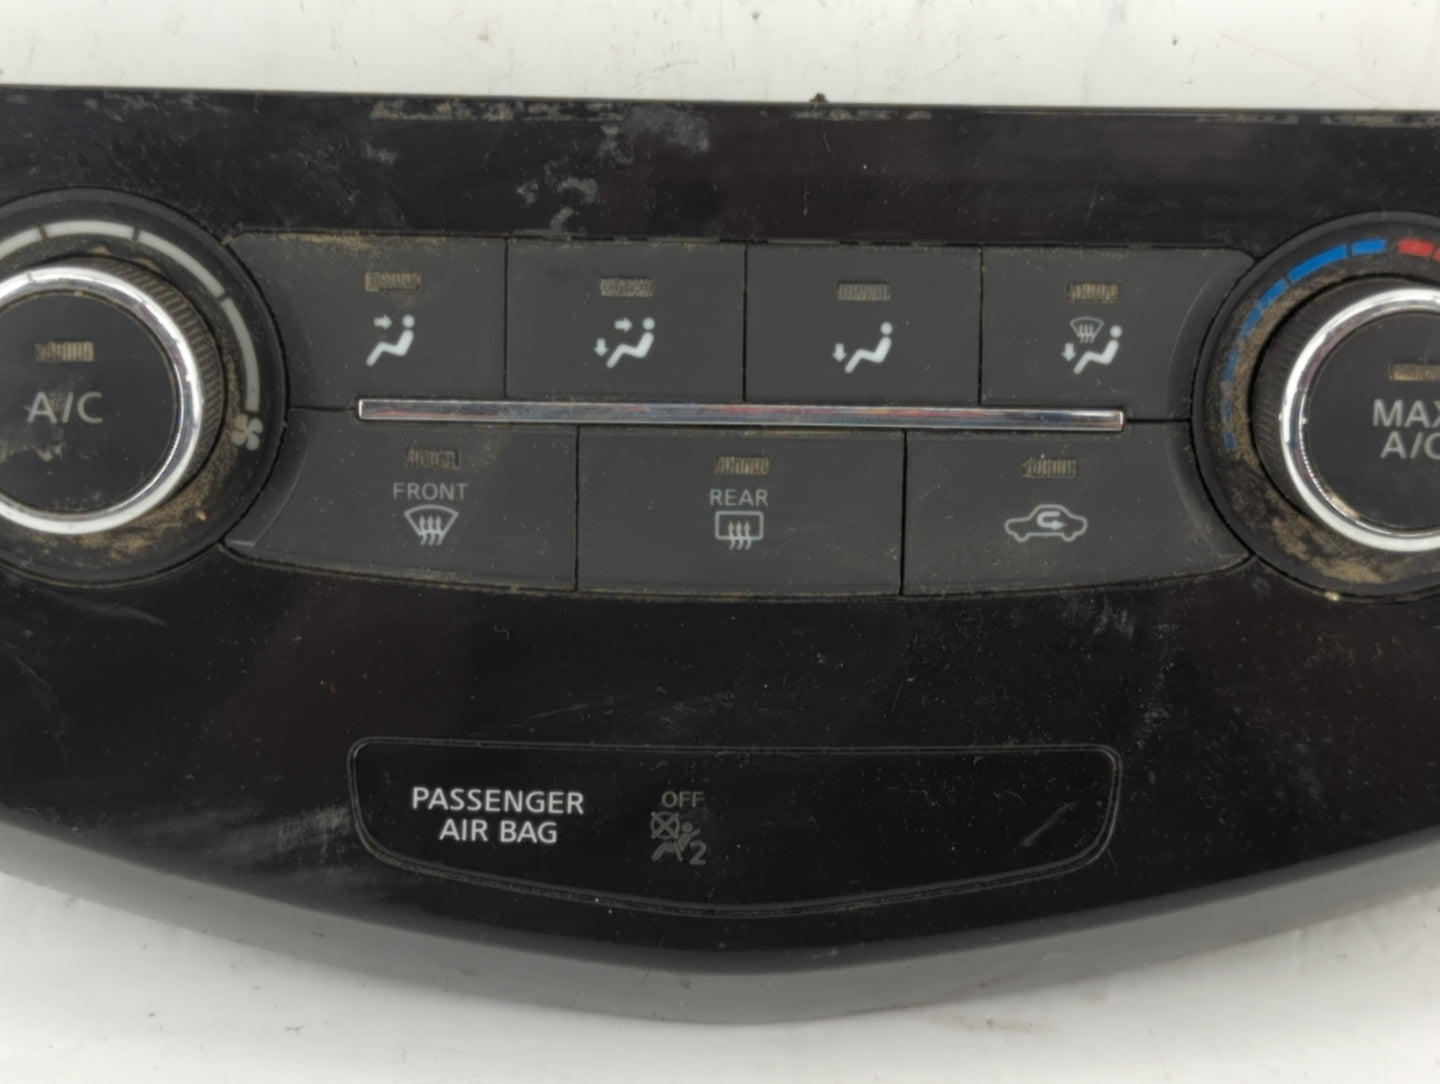 A/C
MAX
A/C
FRONT
REAR
PASSENGER
AIR BAG
OFF
2